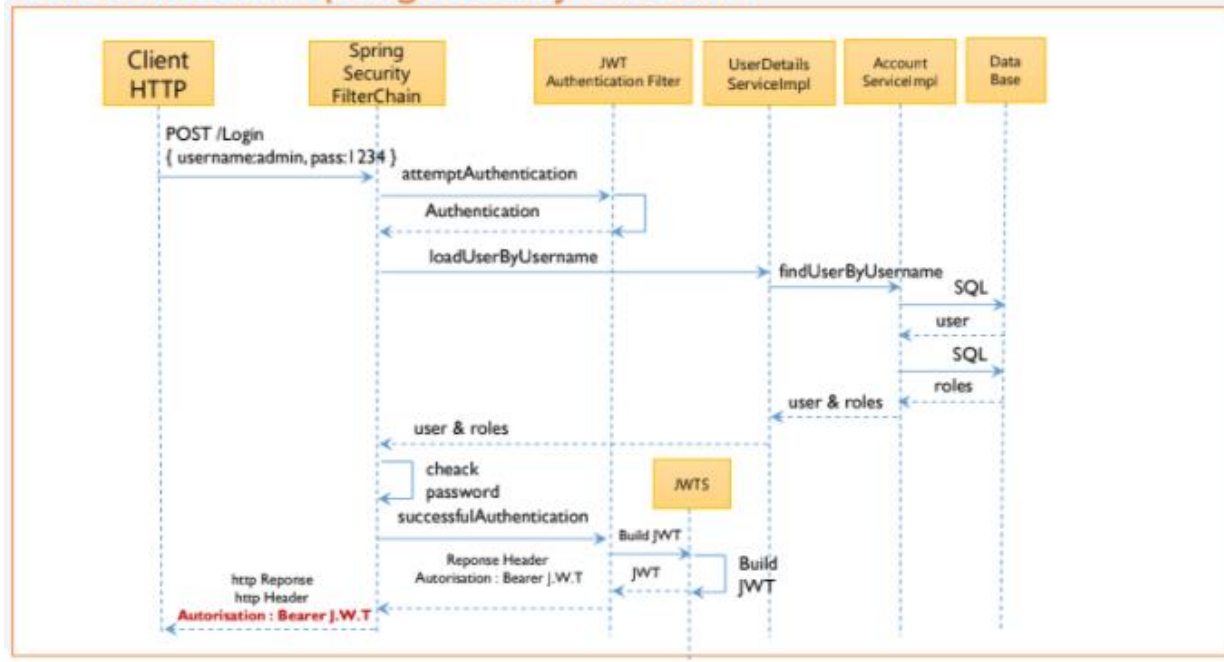 Client
HTTP
Spring
Security
FilterChain
JWT
Authentication Filter
UserDetails
ServiceImpl
Account
ServiceImpl
Data
Base
POST /Login
{ username:admin, pass:1234 }
attemptAuthentication
Authentication
loadUserByUsername
findUserByUsername
SQL
user
SQL
roles
user & roles
user & roles
cheack
password
JWTS
successfulAuthentication
Build JWT
Build
JWT
JWT
Reponse Header
Autorisation : Bearer J.W.T
http Reponse
http Header
Autorisation : Bearer J.W.T